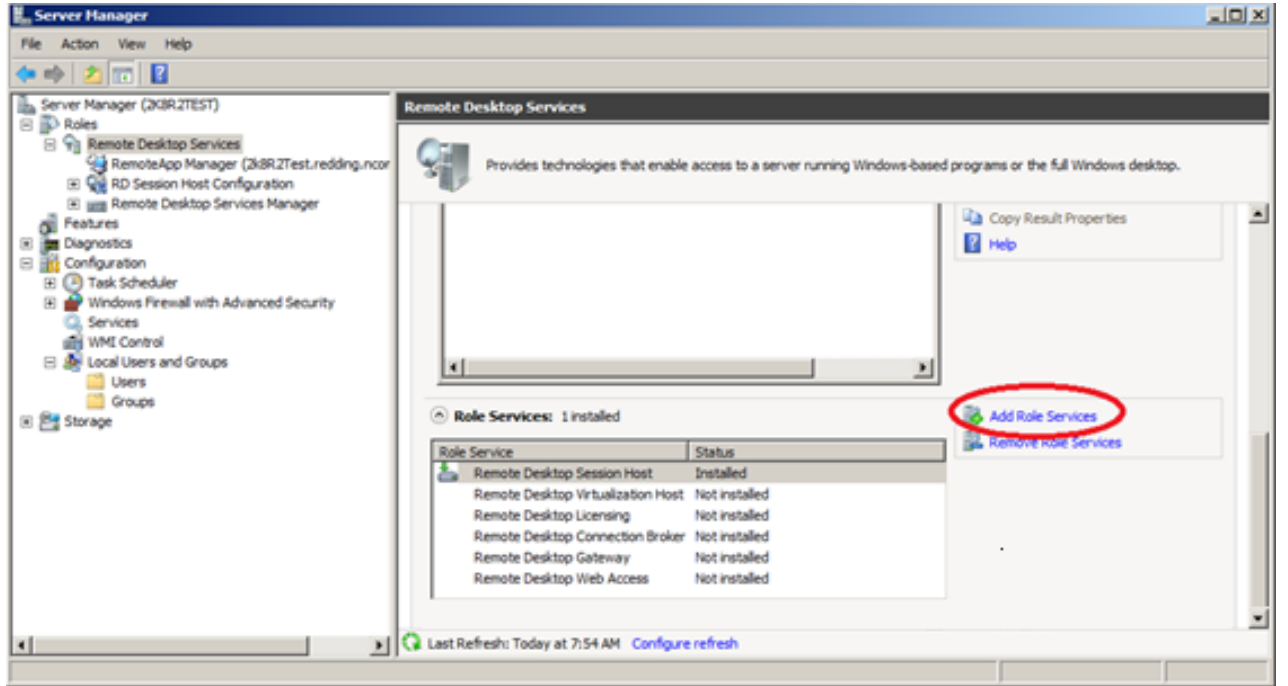 Server Manager
File Action View Help
Server Manager (2K8R2TEST)
Roles
Remote Desktop Services
RemoteApp Manager (2k8R2Test.redding.ncor
RD Session Host Configuration
Remote Desktop Services Manager
Features
Diagnostics
Configuration
Task Scheduler
Windows Firewall with Advanced Security
Services
WMI Control
Local Users and Groups
Users
Groups
Storage
Remote Desktop Services
Provides technologies that enable access to a server running Windows-based programs or the full Windows desktop.
Copy Result Properties
Help
Role Services: 1 installed
Add Role Services
Remove Role Services
Role Service Status
Remote Desktop Session Host Installed
Remote Desktop Virtualization Host Not installed
Remote Desktop Licensing Not installed
Remote Desktop Connection Broker Not installed
Remote Desktop Gateway Not installed
Remote Desktop Web Access Not installed
Last Refresh: Today at 7:54 AM Configure refresh